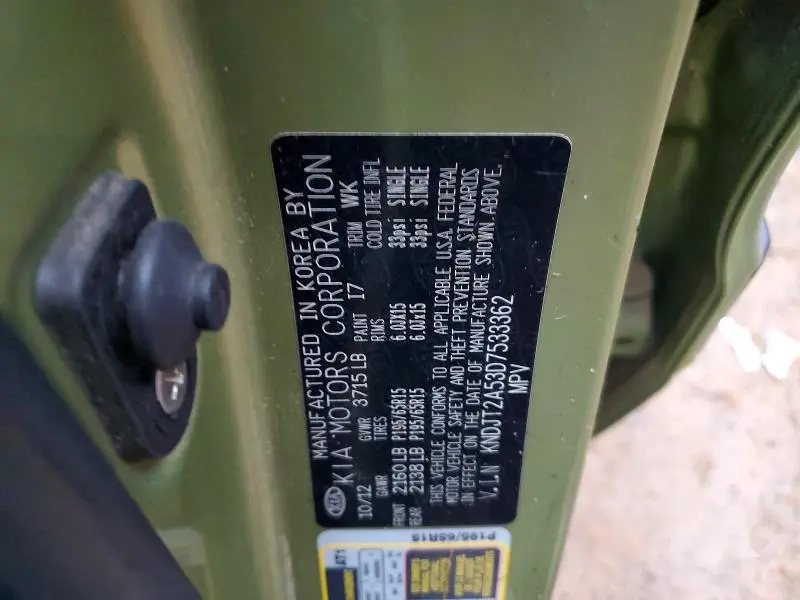 MANUFACTURED IN KOREA BY
KIA KIA MOTORS CORPORATION
10/12 GVWR 3715 LB PAINT I7 TRIM WK
GAWR TIRES RIMS COLD TIRE INFL
FRONT 2160 LB P195/65R15 6.0JX15 33psi SINGLE
REAR 2138 LB P195/65R15 6.0JX15 33psi SINGLE
THIS VEHICLE CONFORMS TO ALL APPLICABLE U.S.A. FEDERAL
MOTOR VEHICLE SAFETY AND THEFT PREVENTION STANDARDS
IN EFFECT ON THE DATE OF MANUFACTURE SHOWN ABOVE.
V.I.N KNDJT2A53D7533362
MPV
P195/65R15